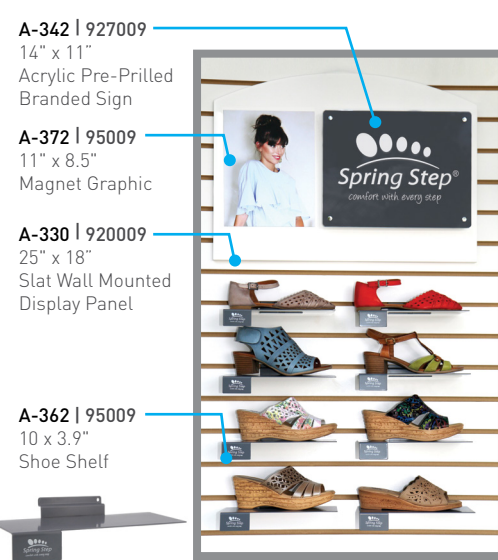 A-342 | 927009
14" x 11"
Acrylic Pre-Prilled
Branded Sign
A-372 | 95009
11" x 8.5"
Magnet Graphic
A-330 | 920009
25" x 18"
Slat Wall Mounted
Display Panel
A-362 | 95009
10 x 3.9"
Shoe Shelf
Spring Step
Spring Step®
comfort with every step